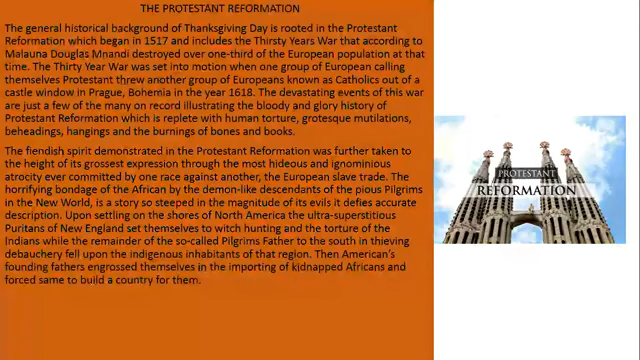 THE PROTESTANT REFORMATION
The general historical background of Thanksgiving Day is rooted in the Protestant
Reformation which began in 1517 and includes the Thirsty Years War that according to
Malauna Douglas Mnandi destroyed over one-third of the European population at that
time. The Thirty Year War was set into motion when one group of European calling
themselves Protestant threw another group of Europeans known as Catholics out of a
castle window in Prague, Bohemia in the year 1618. The devastating events of this war
are just a few of the many on record illustrating the bloody and glory history of
Protestant Reformation which is replete with human torture, grotesque mutilations,
beheadings, hangings and the burnings of bones and books.
The fiendish spirit demonstrated in the Protestant Reformation was further taken to
the height of its grossest expression through the most hideous and ignominious
atrocity ever committed by one race against another, the European slave trade. The
horrifying bondage of the African by the demon-like descendants of the pious Pilgrims
in the New World, is a story so steeped in the magnitude of its evils it defies accurate
description. Upon settling on the shores of North America the ultra-superstitious
Puritans of New England set themselves to witch hunting and the torture of the
Indians while the remainder of the so-called Pilgrims Father to the south in thieving
debauchery fell upon the indigenous inhabitants of that region. Then American's
founding fathers engrossed themselves in the importing of kidnapped Africans and
forced same to build a country for them.
PROTESTANT
REFORMATION